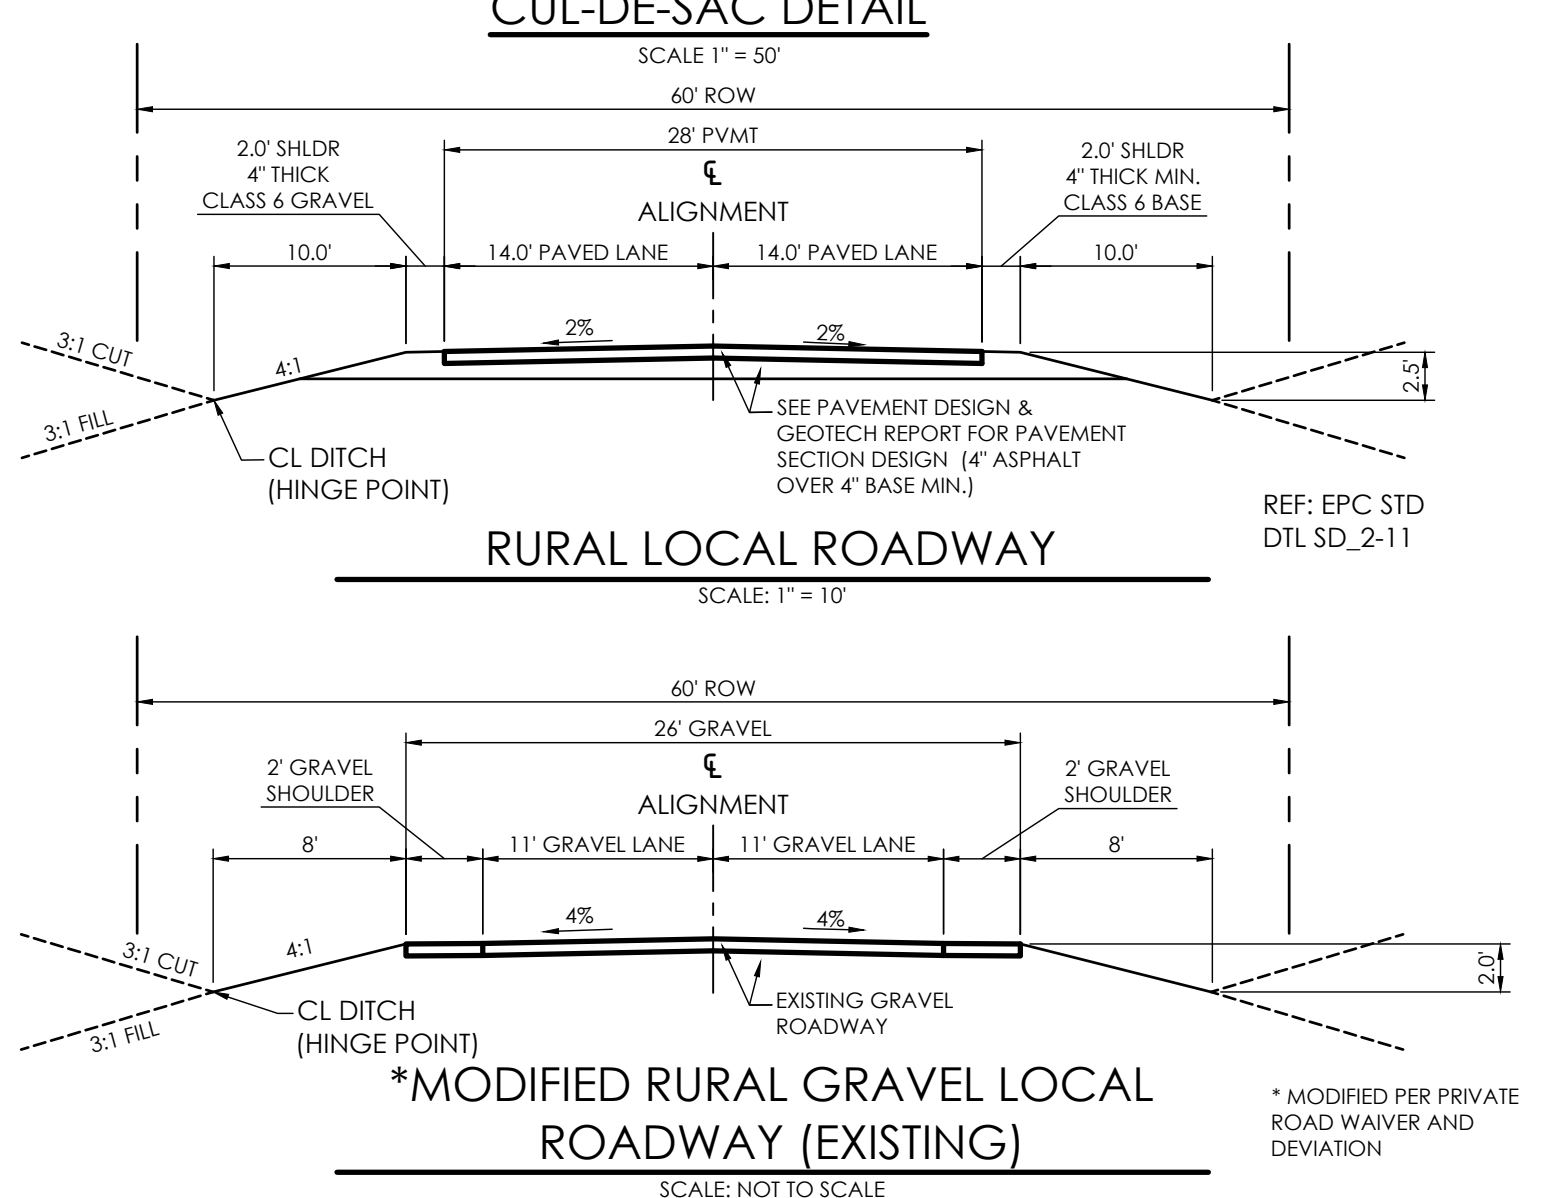 CUL-DE-SAC DETAIL
SCALE 1" = 50'
60' ROW
28' PVMT
2.0' SHLDR
4" THICK
CLASS 6 GRAVEL
℄
ALIGNMENT
2.0' SHLDR
4" THICK MIN.
CLASS 6 BASE
10.0'
14.0' PAVED LANE
14.0' PAVED LANE
10.0'
3:1 CUT
4:1
2%
2%
2.5'
3:1 FILL
CL DITCH
(HINGE POINT)
SEE PAVEMENT DESIGN &
GEOTECH REPORT FOR PAVEMENT
SECTION DESIGN (4" ASPHALT
OVER 4" BASE MIN.)
REF: EPC STD
DTL SD_2-11
RURAL LOCAL ROADWAY
SCALE: 1" = 10'
60' ROW
26' GRAVEL
2' GRAVEL
SHOULDER
℄
ALIGNMENT
2' GRAVEL
SHOULDER
8'
11' GRAVEL LANE
11' GRAVEL LANE
8'
3:1 CUT
4:1
4%
4%
2.0'
3:1 FILL
CL DITCH
(HINGE POINT)
EXISTING GRAVEL
ROADWAY
*MODIFIED RURAL GRAVEL LOCAL
ROADWAY (EXISTING)
SCALE: NOT TO SCALE
* MODIFIED PER PRIVATE
ROAD WAIVER AND
DEVIATION